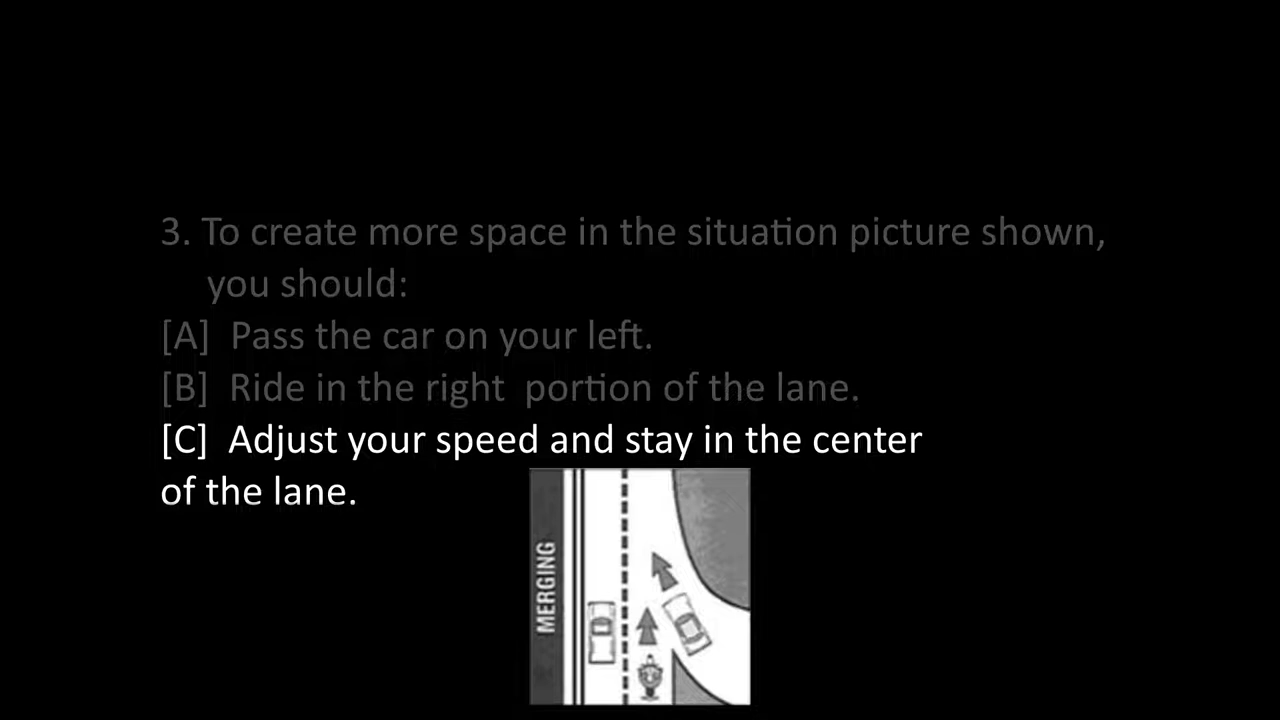 3. To create more space in the situation picture shown,
you should:
[A] Pass the car on your left.
[B] Ride in the right portion of the lane.
[C] Adjust your speed and stay in the center
of the lane.
MERGING